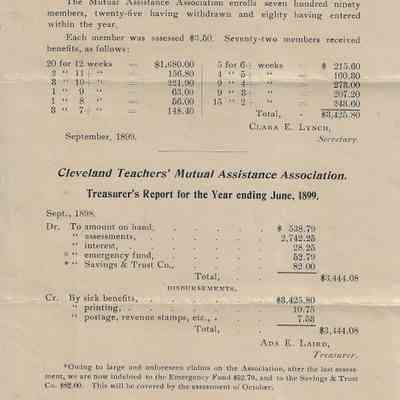 The Mutual Assistance Association enrolls seven hundred ninety
members, twenty-five having withdrawn and eighty having entered
within the year.
Each member was assessed $3.50. Seventy-two members received
benefits, as follows:
20 for 12 weeks = $1,680.00 5 for 6+ weeks = $ 215.60
2 " 11+ " = 156.80 4 " 5+ " = 160.30
3 " 10+ " = 221.90 9 " 4+ " = 273.00
1 " 9 " = 63.00 9 " 3+ " = 207.20
1 " 8 " = 56.00 15 " 2+ " = 243.60
3 " 7+ " = 148.40 Total, - $3,425.80
CLARA E. LYNCH,
September, 1899. Secretary.
Cleveland Teachers' Mutual Assistance Association.
Treasurer's Report for the Year ending June, 1899.
Sept., 1898.
Dr. To amount on hand, $ 538.79
" assessments, 2,742.25
" interest, 28.25
* " emergency fund, 52.79
* " Savings & Trust Co., 82.00
Total, $3,444.08
DISBURSEMENTS.
Cr. By sick benefits, $3,425.80
" printing, 10.75
" postage, revenue stamps, etc., 7.53
Total, $3,444.08
ADA E. LAIRD,
Treasurer.
*Owing to large and unforeseen claims on the Association, after the last assess-
ment, we are now indebted to the Emergency Fund $52.79, and to the Savings & Trust
Co. $82.00. This will be covered by the assessment of October.